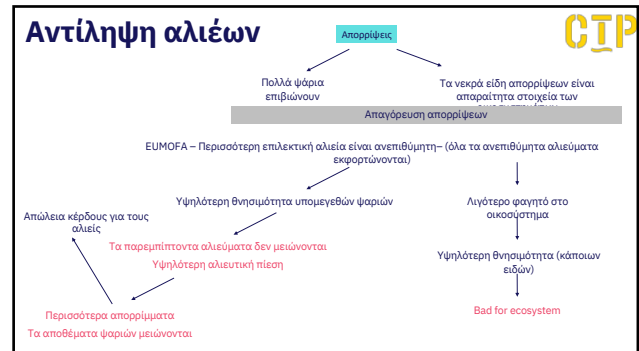 Αντίληψη αλιέων
CTP
Απορρίψεις
Πολλά ψάρια
επιβιώνουν
Τα νεκρά είδη απορρίψεων είναι
απαραίτητα στοιχεία των
Απαγόρευση απορρίψεων
EUMOFA – Περισσότερη επιλεκτική αλιεία είναι ανεπιθύμητη– (όλα τα ανεπιθύμητα αλιεύματα
εκφορτώνονται)
Υψηλότερη θνησιμότητα υπομεγεθών ψαριών
Λιγότερο φαγητό στο
οικοσύστημα
Απώλεια κέρδους για τους
αλιείς
Τα παρεμπίπτοντα αλιεύματα δεν μειώνονται
Υψηλότερη αλιευτική πίεση
Υψηλότερη θνησιμότητα (κάποιων
ειδών)
Περισσότερα απορρίμματα
Τα αποθέματα ψαριών μειώνονται
Bad for ecosystem